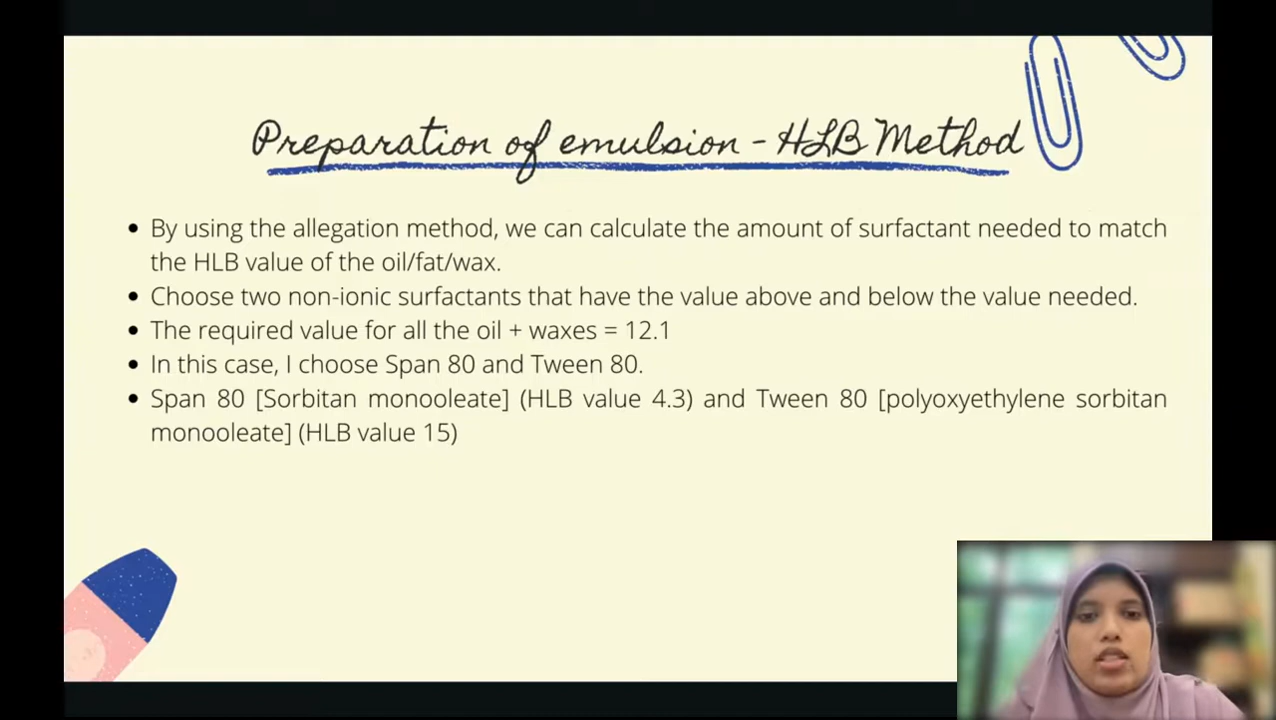 Preparation of emulsion - HLB Method
• By using the allegation method, we can calculate the amount of surfactant needed to match
the HLB value of the oil/fat/wax.
• Choose two non-ionic surfactants that have the value above and below the value needed.
• The required value for all the oil + waxes = 12.1
• In this case, I choose Span 80 and Tween 80.
• Span 80 [Sorbitan monooleate] (HLB value 4.3) and Tween 80 [polyoxyethylene sorbitan
monooleate] (HLB value 15)